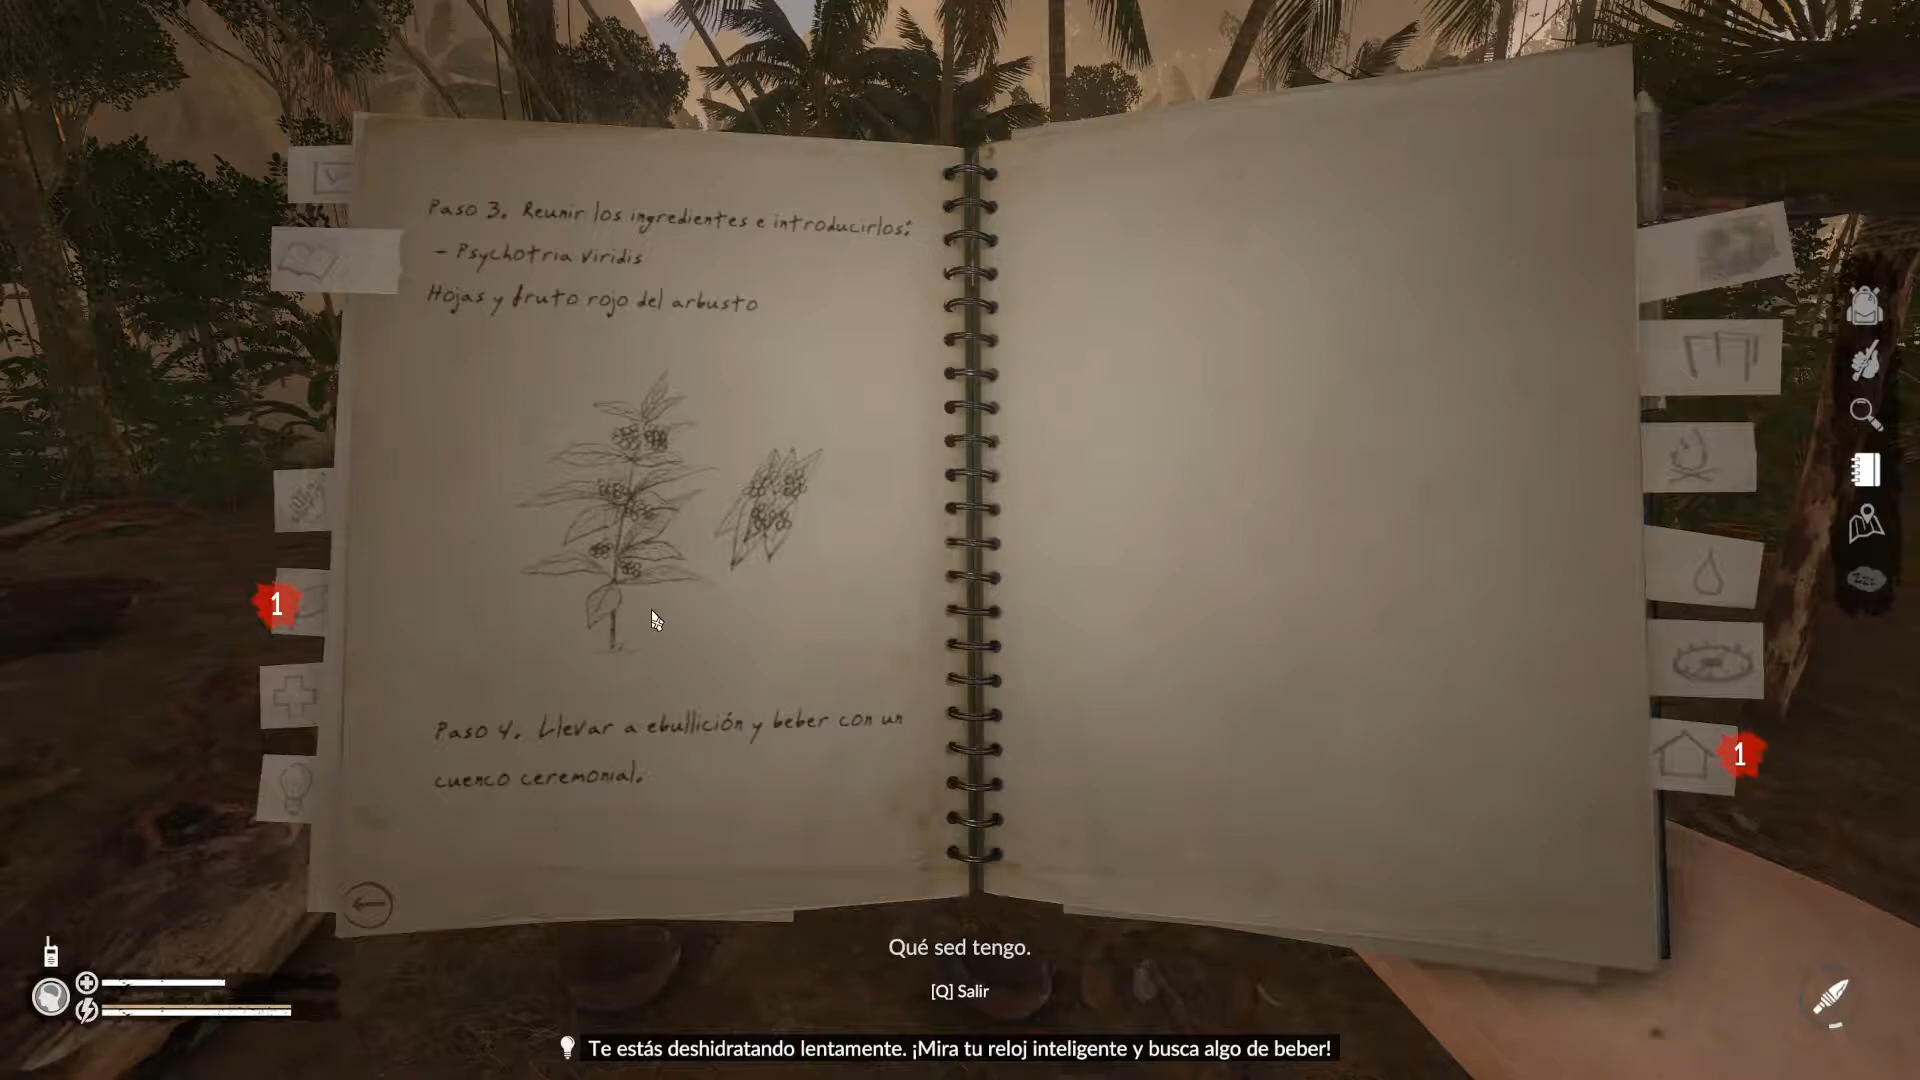 Paso 3. Reunir los ingredientes e introducirlos:
- Psychotria Viridis
Hojas y fruto rojo del arbusto
Paso 4. Llevar a ebullición y beber con un
cuenco ceremonial.
1
1
zzz
Qué sed tengo.
[Q] Salir
Te estás deshidratando lentamente. ¡Mira tu reloj inteligente y busca algo de beber!